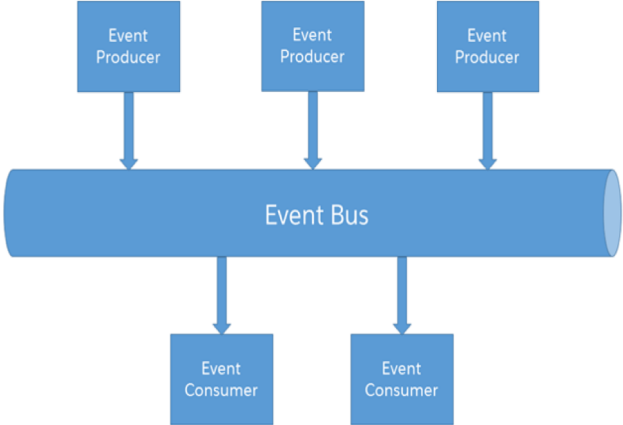 Event
Producer
Event
Producer
Event
Producer
Event Bus
Event
Consumer
Event
Consumer